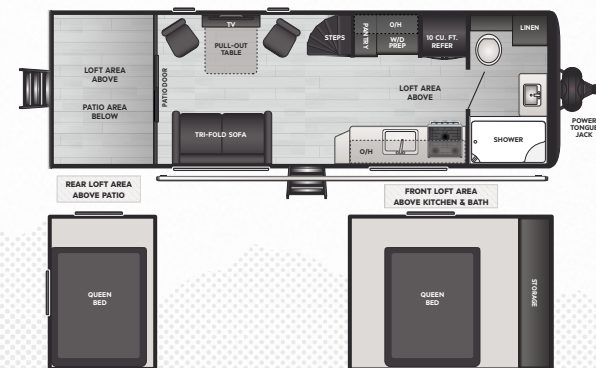 TV
PULL-OUT
TABLE
STEPS
PANTRY
O/H
W/D
PREP
10 CU. FT.
REFER
LINEN
LOFT AREA
ABOVE
PATIO AREA
BELOW
PATIO DOOR
LOFT AREA
ABOVE
TRI-FOLD SOFA
O/H
SHOWER
POWER
TONGUE
JACK
REAR LOFT AREA
ABOVE PATIO
FRONT LOFT AREA
ABOVE KITCHEN & BATH
QUEEN
BED
QUEEN
BED
STORAGE